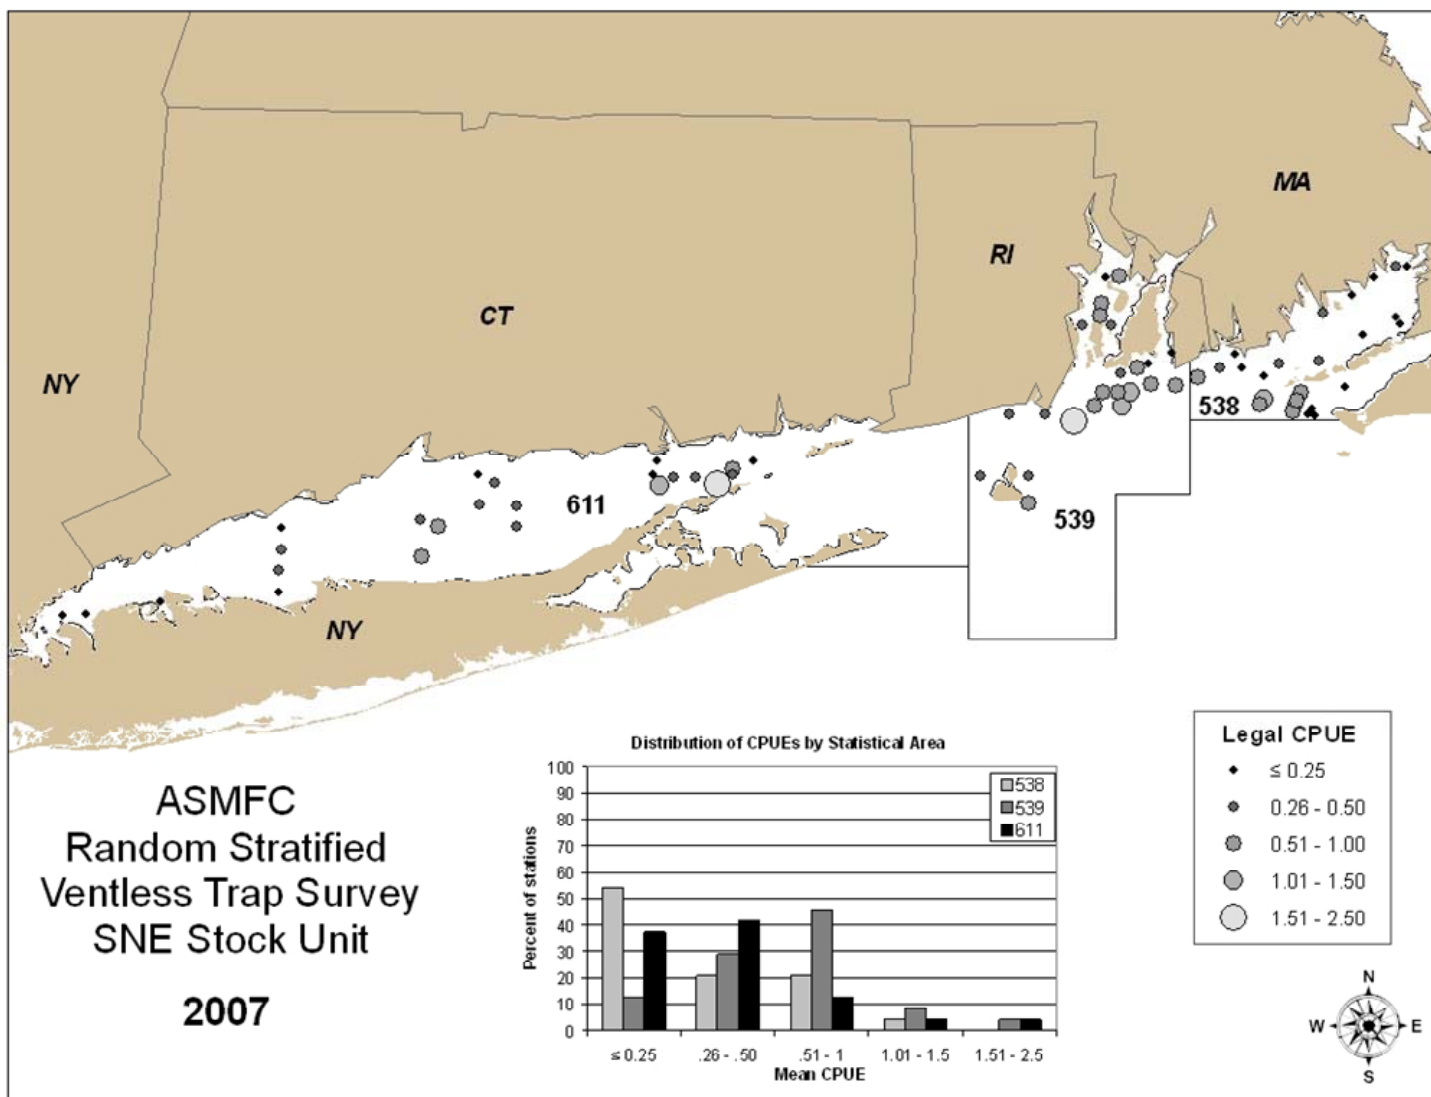 MA
RI
CT
NY
538
611
539
NY
Legal CPUE
≤ 0.25
0.26 - 0.50
0.51 - 1.00
1.01 - 1.50
1.51 - 2.50
ASMFC
Random Stratified
Ventless Trap Survey
SNE Stock Unit
2007
Distribution of CPUEs by Statistical Area
Percent of stations
100
90
80
70
60
50
40
30
20
10
0
538
539
611
≤ 0.25 .26 - .50 .51 - 1 1.01 - 1.5 1.51 - 2.5
Mean CPUE
N
W E
S